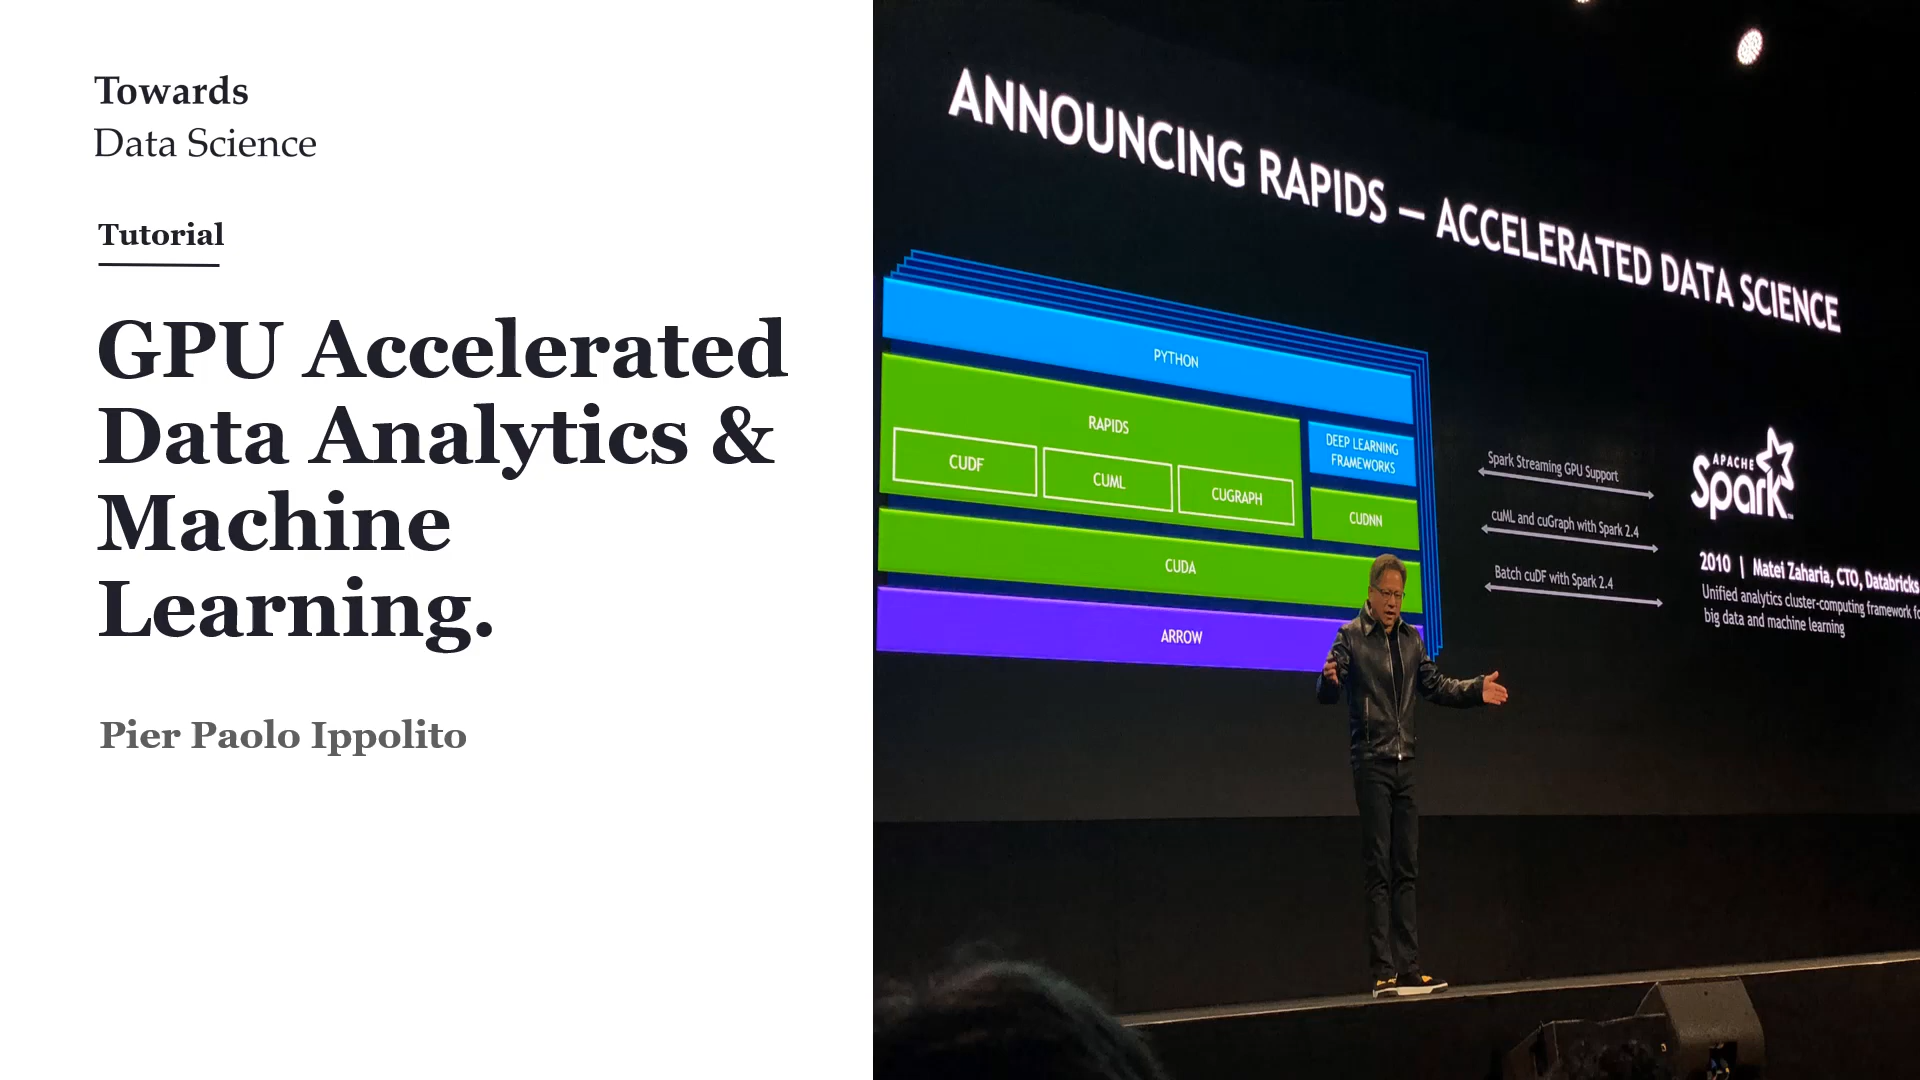 Towards
Data Science
Tutorial
GPU Accelerated
Data Analytics &
Machine
Learning.
Pier Paolo Ippolito
ANNOUNCING RAPIDS — ACCELERATED DATA SCIENCE
PYTHON
RAPIDS
CUDF
CUML
CUGRAPH
DEEP LEARNING
FRAMEWORKS
CUDNN
CUDA
ARROW
Spark Streaming GPU Support
cuML and cuGraph with Spark 2.4
Batch cuDF with Spark 2.4
APACHE
Spark™
2010 | Matei Zaharia, CTO, Databricks
Unified analytics cluster-computing framework
big data and machine learning